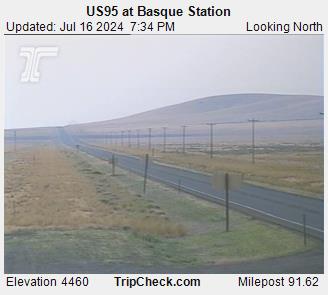 US95 at Basque Station
Updated: Jul 16 2024 7:34 PM Looking North
Elevation 4460 TripCheck.com Milepost 91.62